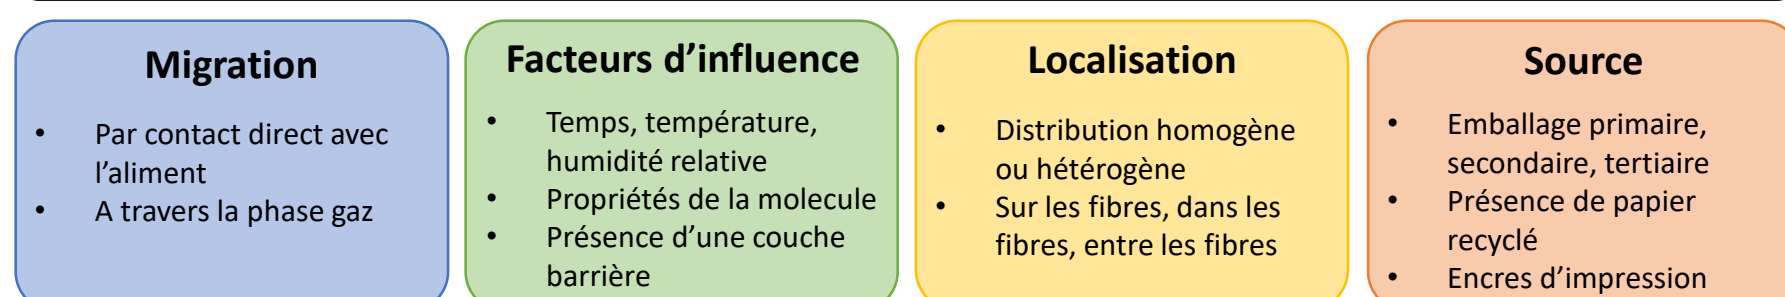 Migration
• Par contact direct avec
l’aliment
• A travers la phase gaz
Facteurs d’influence
• Temps, température,
humidité relative
• Propriétés de la molecule
• Présence d’une couche
barrière
Localisation
• Distribution homogène
ou hétérogène
• Sur les fibres, dans les
fibres, entre les fibres
Source
• Emballage primaire,
secondaire, tertiaire
• Présence de papier
recyclé
• Encres d’impression